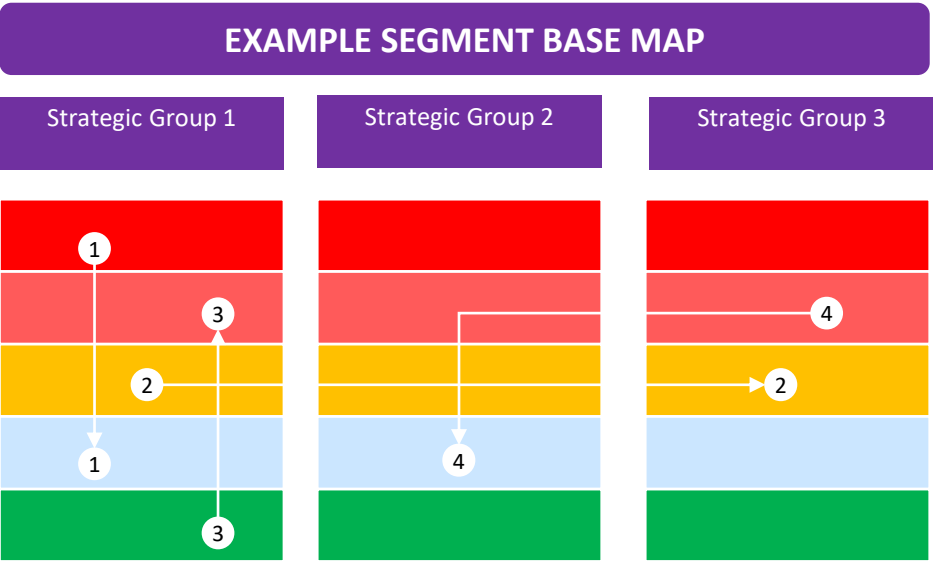 EXAMPLE SEGMENT BASE MAP
Strategic Group 1
Strategic Group 2
Strategic Group 3
1
3
4
2
2
1
4
3